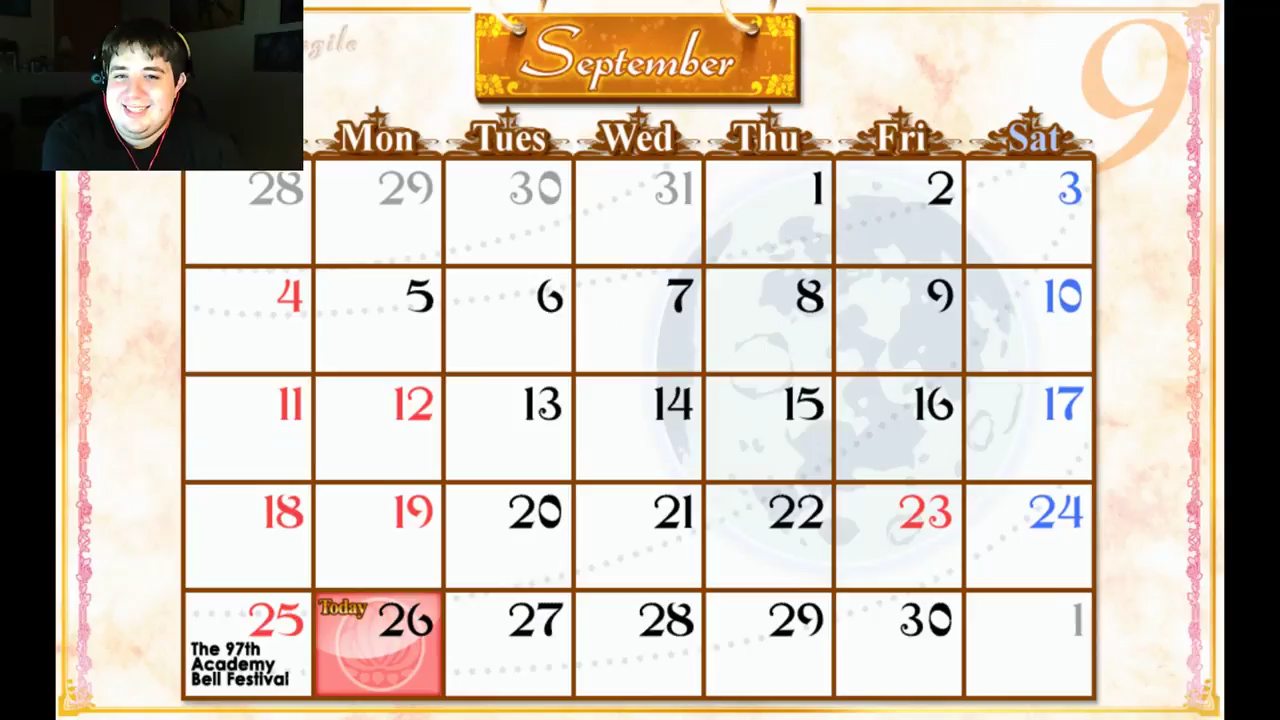 September
9
Mon Tues Wed Thu Fri Sat
28 29 30 31 1 2 3
4 5 6 7 8 9 10
11 12 13 14 15 16 17
18 19 20 21 22 23 24
25 Today 26 27 28 29 30 1
The 97th
Academy
Bell Festival